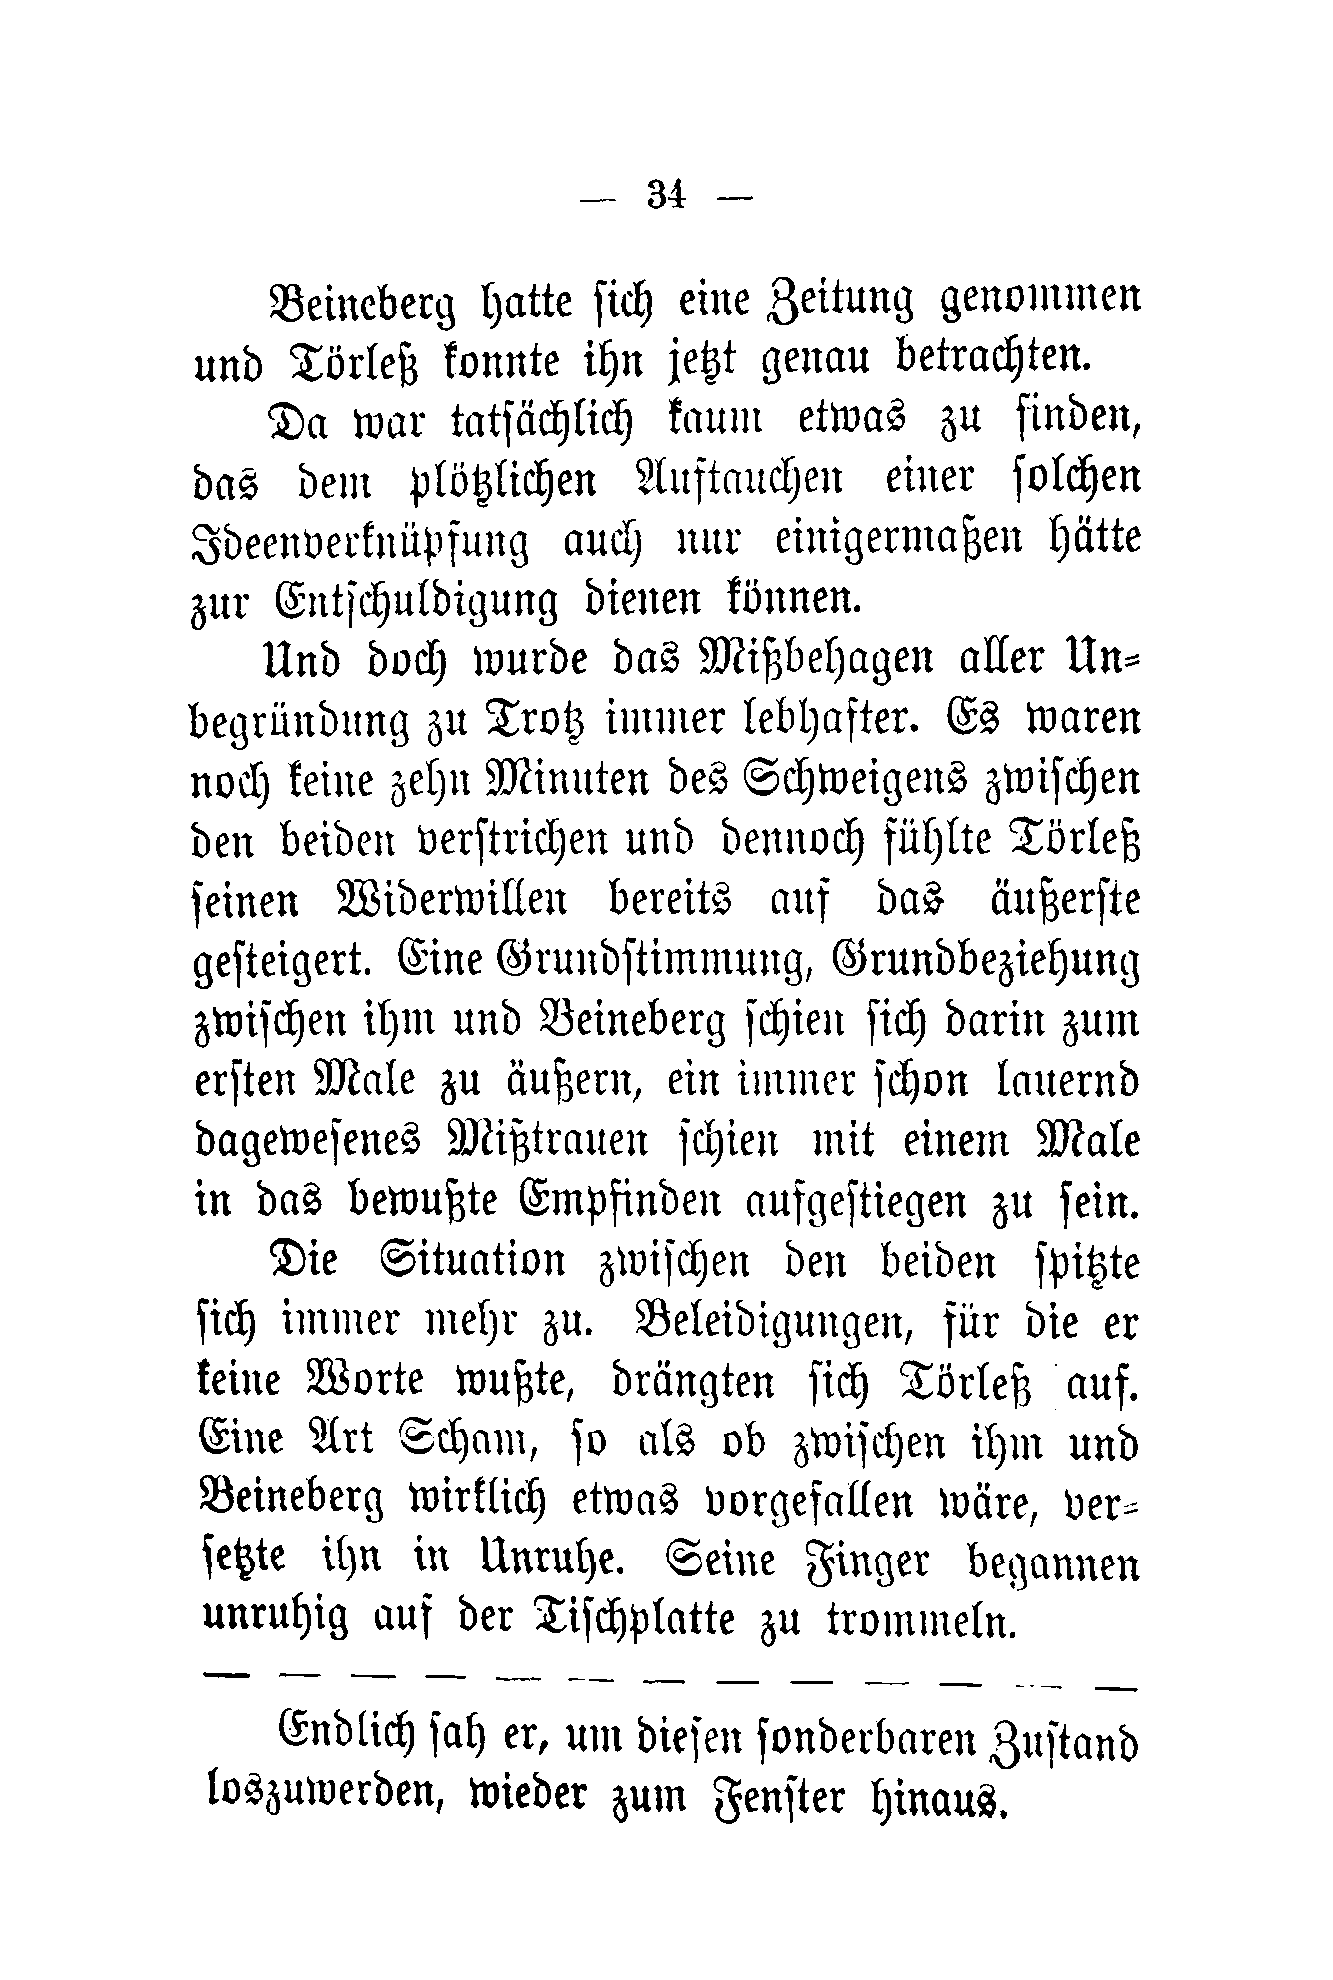 — 34 —
Beineberg hatte sich eine Zeitung genommen
und Törleß konnte ihn jetzt genau betrachten.
Da war tatsächlich kaum etwas zu finden,
das dem plötzlichen Auftauchen einer solchen
Ideenverknüpfung auch nur einigermaßen hätte
zur Entschuldigung dienen können.
Und doch wurde das Mißbehagen aller Un-
begründung zu Trotz immer lebhafter. Es waren
noch keine zehn Minuten des Schweigens zwischen
den beiden verstrichen und dennoch fühlte Törleß
seinen Widerwillen bereits auf das äußerste
gesteigert. Eine Grundstimmung, Grundbeziehung
zwischen ihm und Beineberg schien sich darin zum
ersten Male zu äußern, ein immer schon lauernd
dagewesenes Mißtrauen schien mit einem Male
in das bewußte Empfinden aufgestiegen zu sein.
Die Situation zwischen den beiden spitzte
sich immer mehr zu. Beleidigungen, für die er
keine Worte wußte, drängten sich Törleß auf.
Eine Art Scham, so als ob zwischen ihm und
Beineberg wirklich etwas vorgefallen wäre, ver-
setzte ihn in Unruhe. Seine Finger begannen
unruhig auf der Tischplatte zu trommeln.
— — — — — — — — — — — — —
Endlich sah er, um diesen sonderbaren Zustand
loszuwerden, wieder zum Fenster hinaus.